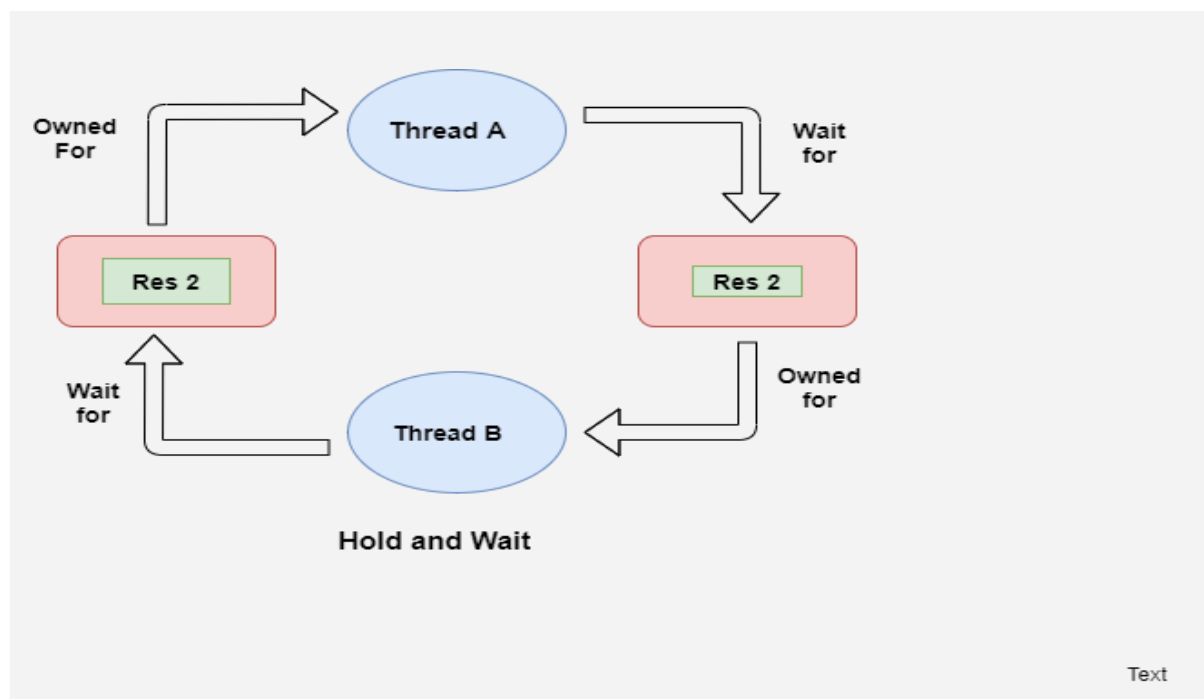 Owned
For
Thread A
Wait
for
Res 2
Res 2
Wait
for
Thread B
Owned
for
Hold and Wait
Text